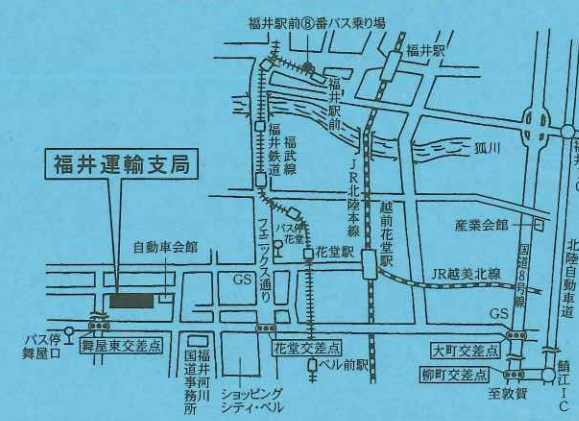 福井駅前⑧番バス乗り場
福井駅
福井駅前
福井鉄道
福武線
狐川
福井運輸支局
JR北陸本線
越前花堂駅
産業会館
バス停
花堂
自動車会館
フェニックス通り
花堂駅
国道8号線
北陸自動車道
JR越美北線
GS
GS
バス停
舞屋口
舞屋東交差点
花堂交差点
大町交差点
福井河川
国道事務所
ショッピング
シティ・ベル
ベル前駅
柳町交差点
至敦賀
鯖江IC